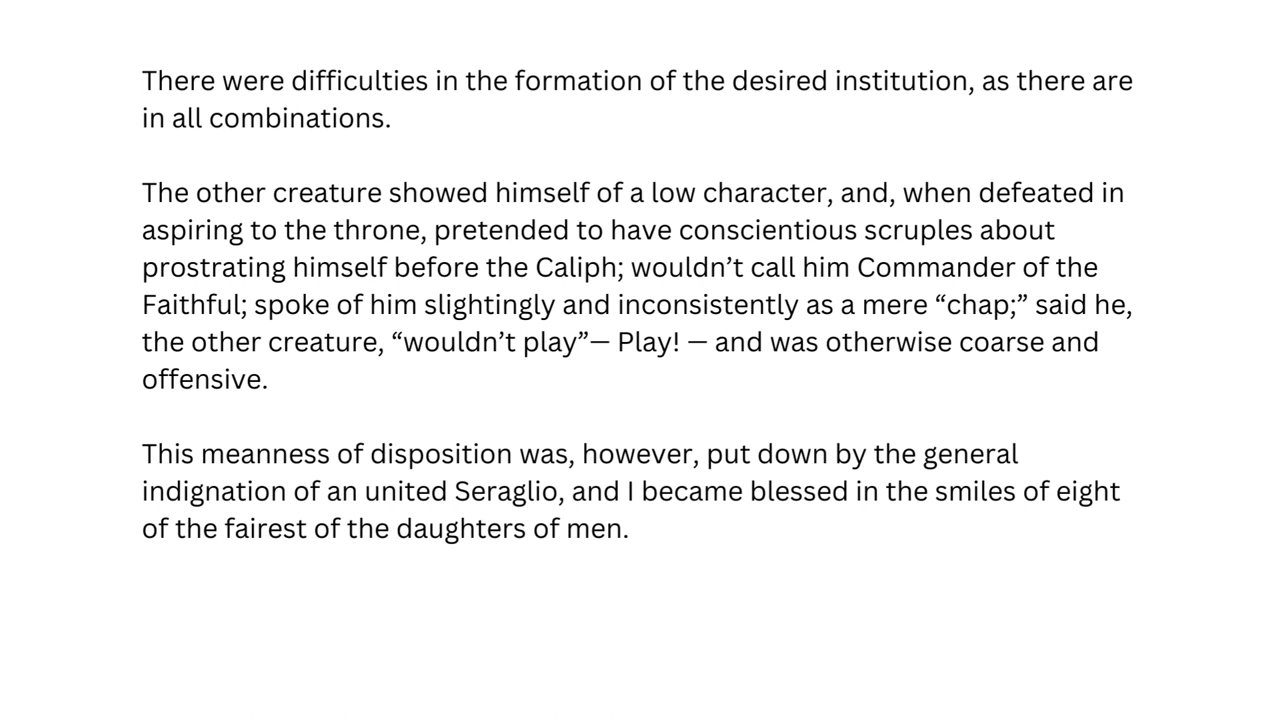 There were difficulties in the formation of the desired institution, as there are
in all combinations.
The other creature showed himself of a low character, and, when defeated in
aspiring to the throne, pretended to have conscientious scruples about
prostrating himself before the Caliph; wouldn’t call him Commander of the
Faithful; spoke of him slightingly and inconsistently as a mere “chap;” said he,
the other creature, “wouldn’t play”— Play! — and was otherwise coarse and
offensive.
This meanness of disposition was, however, put down by the general
indignation of an united Seraglio, and I became blessed in the smiles of eight
of the fairest of the daughters of men.